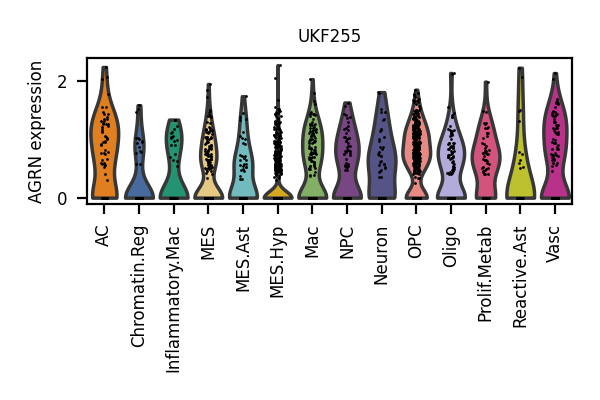 UKF255
AGRN expression
2
0
AC
Chromatin.Reg
Inflammatory.Mac
MES
MES.Ast
MES.Hyp
Mac
NPC
Neuron
OPC
Oligo
Prolif.Metab
Reactive.Ast
Vasc